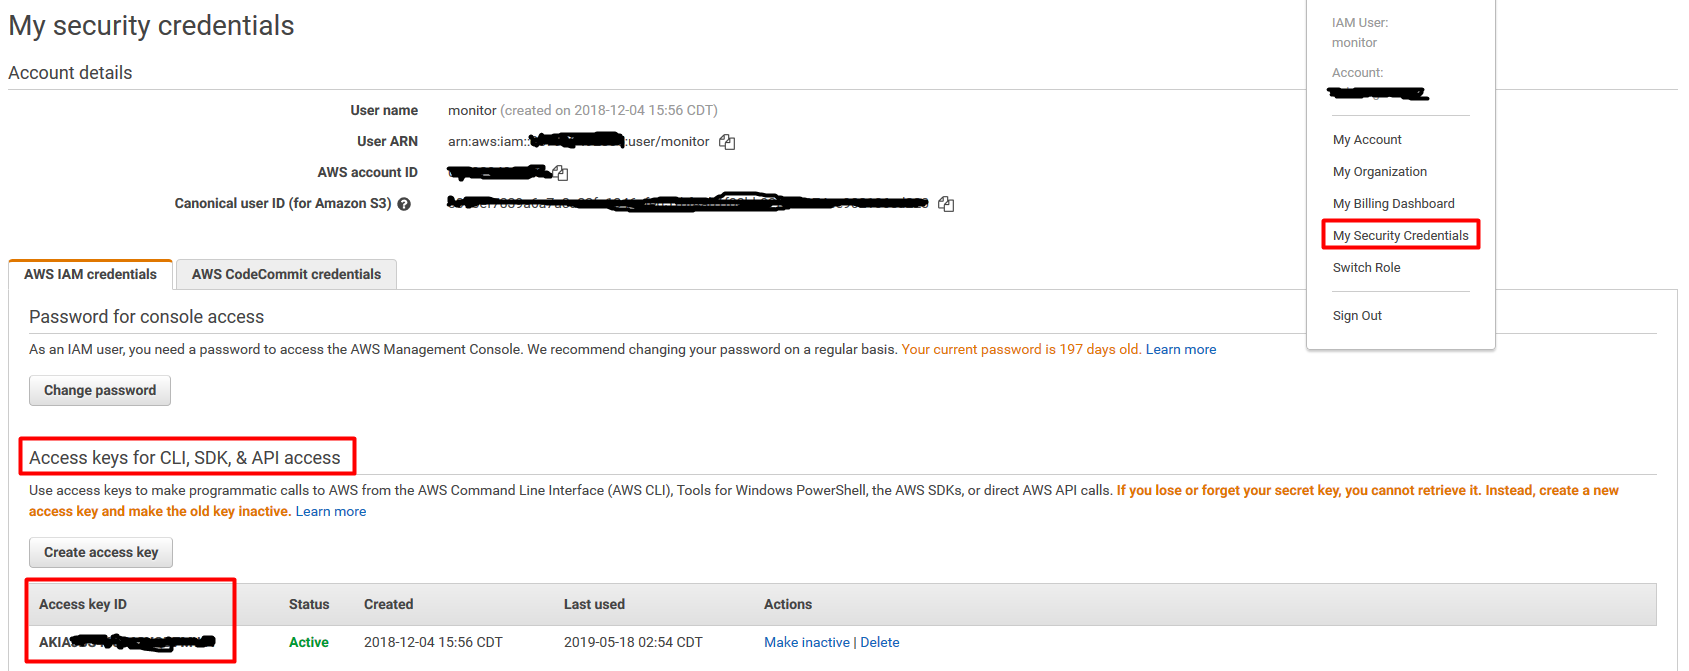 My security credentials
Account details
User name monitor (created on 2018-12-04 15:56 CDT)
User ARN arn:aws:iam:: :user/monitor
AWS account ID
Canonical user ID (for Amazon S3) ?
IAM User:
monitor
Account:
My Account
My Organization
My Billing Dashboard
My Security Credentials
Switch Role
Sign Out
AWS IAM credentials AWS CodeCommit credentials
Password for console access
As an IAM user, you need a password to access the AWS Management Console. We recommend changing your password on a regular basis. Your current password is 197 days old. Learn more
Change password
Access keys for CLI, SDK, & API access
Use access keys to make programmatic calls to AWS from the AWS Command Line Interface (AWS CLI), Tools for Windows PowerShell, the AWS SDKs, or direct AWS API calls. If you lose or forget your secret key, you cannot retrieve it. Instead, create a new
access key and make the old key inactive. Learn more
Create access key
Access key ID Status Created Last used Actions
AKIA Active 2018-12-04 15:56 CDT 2019-05-18 02:54 CDT Make inactive | Delete